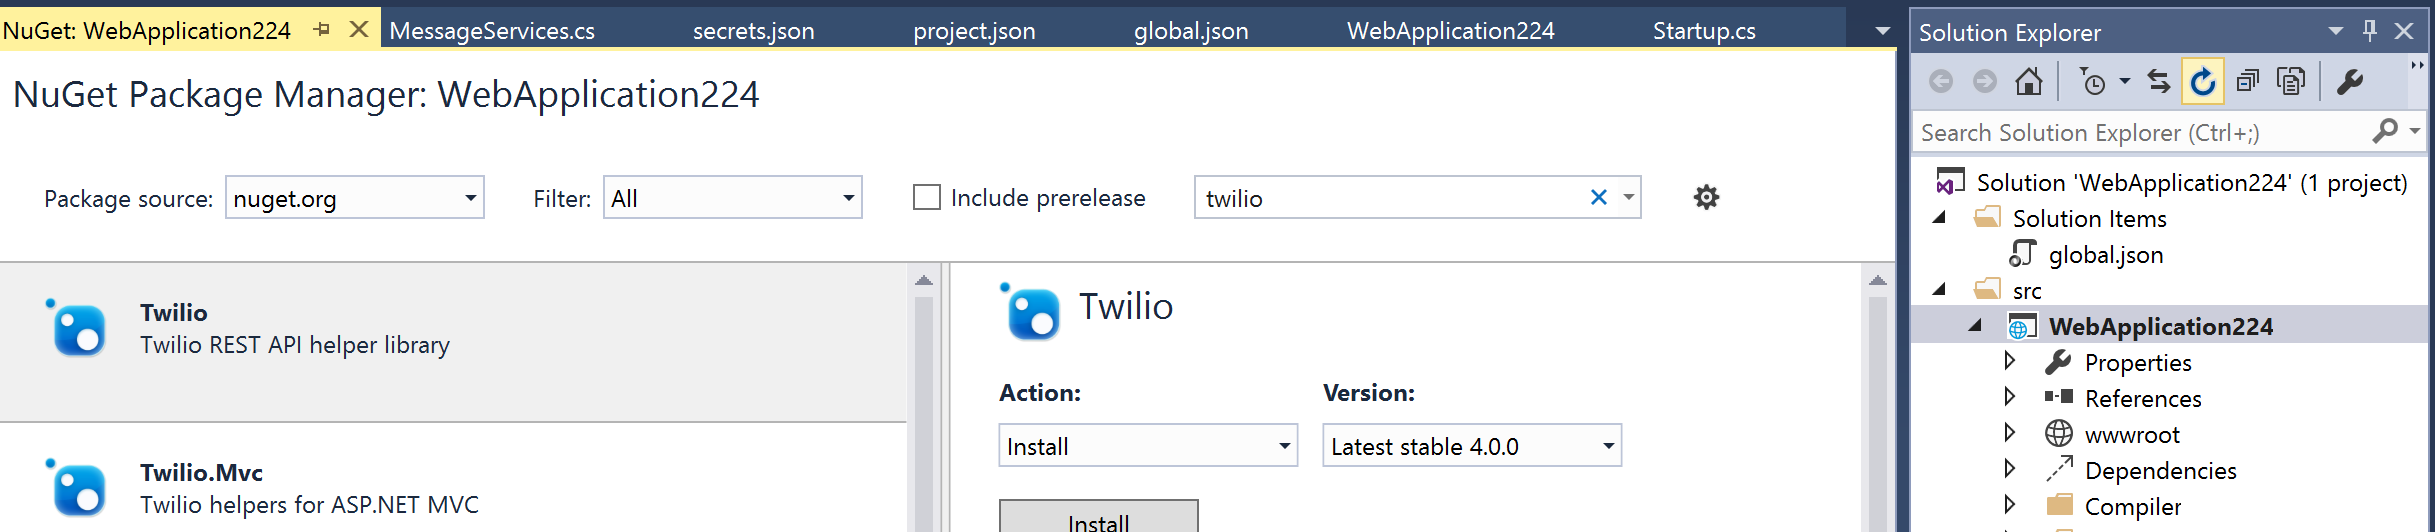 NuGet: WebApplication224 MessageServices.cs secrets.json project.json global.json WebApplication224 Startup.cs
NuGet Package Manager: WebApplication224
Package source: nuget.org Filter: All Include prerelease twilio
Twilio
Twilio REST API helper library
Twilio.Mvc
Twilio helpers for ASP.NET MVC
Twilio
Action: Version:
Install Latest stable 4.0.0
Install
Solution Explorer
Search Solution Explorer (Ctrl+;)
Solution 'WebApplication224' (1 project)
Solution Items
global.json
src
WebApplication224
Properties
References
wwwroot
Dependencies
Compiler